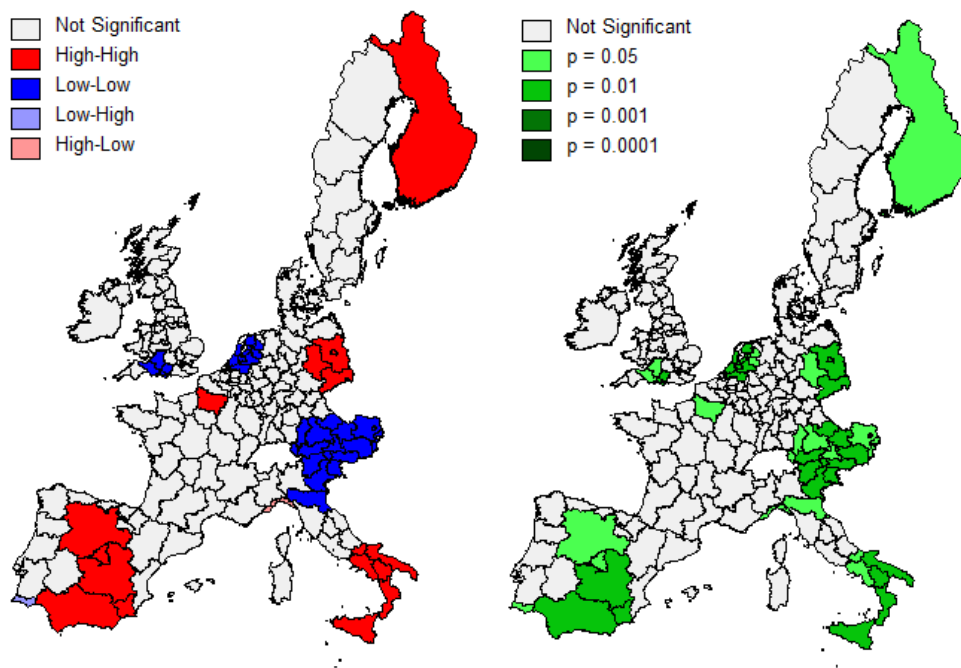 Not Significant
High-High
Low-Low
Low-High
High-Low
Not Significant
p = 0.05
p = 0.01
p = 0.001
p = 0.0001